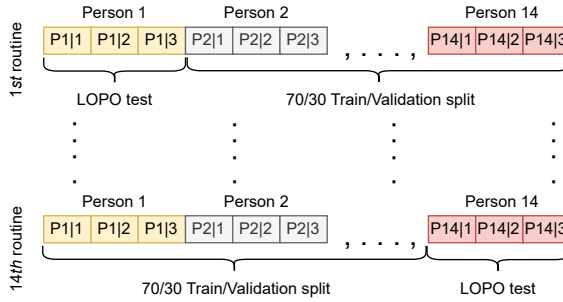 Person 1 Person 2 Person 14
1st routine P1|1 P1|2 P1|3 P2|1 P2|2 P2|3 . . . . , P14|1 P14|2 P14|3
LOPO test 70/30 Train/Validation split
Person 1 Person 2 Person 14
14th routine P1|1 P1|2 P1|3 P2|1 P2|2 P2|3 . . . . , P14|1 P14|2 P14|3
70/30 Train/Validation split LOPO test